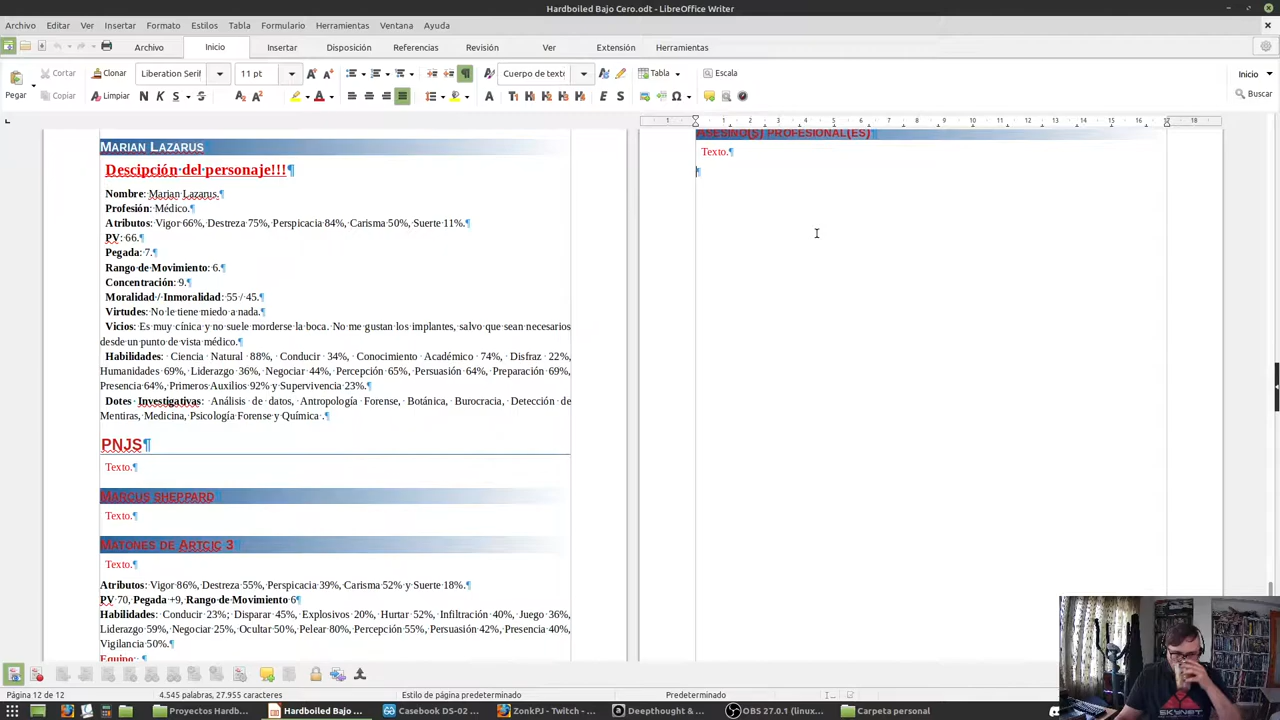 Hardboiled Bajo Cero.odt - LibreOffice Writer
Archivo Editar Ver Insertar Formato Estilos Tabla Formulario Herramientas Ventana Ayuda
Archivo Inicio Insertar Disposición Referencias Revisión Ver Extensión Herramientas
Pegar
Cortar Clonar
Copiar Limpiar
Liberation Serif
11 pt
Cuerpo de texto
Tabla
Escala
Inicio
Buscar
MARIAN LAZARUS
Descipción del personaje!!!¶
Nombre: Marian Lazarus.¶
Profesión: Médico.¶
Atributos: Vigor 66%, Destreza 75%, Perspicacia 84%, Carisma 50%, Suerte 11%.¶
PV: 66.¶
Pegada: 7.¶
Rango de Movimiento: 6.¶
Concentración: 9.¶
Moralidad / Inmoralidad: 55 / 45.¶
Virtudes: No le tiene miedo a nada.¶
Vicios: Es muy cínica y no suele morderse la boca. No me gustan los implantes, salvo que sean necesarios
desde un punto de vista médico.¶
Habilidades: Ciencia Natural 88%, Conducir 34%, Conocimiento Académico 74%, Disfraz 22%,
Humanidades 69%, Liderazgo 36%, Negociar 44%, Percepción 65%, Persuasión 64%, Preparación 69%,
Presencia 64%, Primeros Auxilios 92% y Supervivencia 23%.¶
Dotes Investigativas: Análisis de datos, Antropología Forense, Botánica, Burocracia, Detección de
Mentiras, Medicina, Psicología Forense y Química .¶
PNJS¶
Texto.¶
MARCUS SHEPPARD¶
Texto.¶
MATONES DE ARTCIC 3¶
Texto.¶
Atributos: Vigor 86%, Destreza 55%, Perspicacia 39%, Carisma 52% y Suerte 18%.¶
PV 70, Pegada +9, Rango de Movimiento 6¶
Habilidades: Conducir 23%; Disparar 45%, Explosivos 20%, Hurtar 52%, Infiltración 40%, Juego 36%,
Liderazgo 59%, Negociar 25%, Ocultar 50%, Pelear 80%, Percepción 55%, Persuasión 42%, Presencia 40%,
Vigilancia 50%.¶
Equipo: ¶
ASESINO(S) PROFESIONAL(ES)¶
Texto.¶
¶
Página 12 de 12
4.545 palabras, 27.955 caracteres
Estilo de página predeterminado
Predeterminado
Proyectos Hardb...
Hardboiled Bajo ...
Casebook DS-02 ...
ZonkPJ - Twitch - ...
Deepthought & ...
OBS 27.0.1 (linux...
Carpeta personal
SKYNET